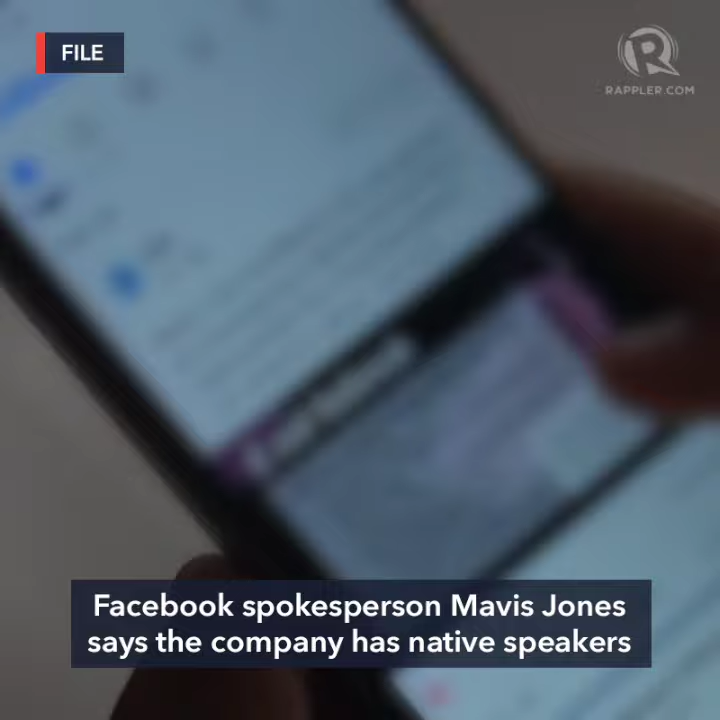 FILE
RAPPLER.COM
Facebook spokesperson Mavis Jones
says the company has native speakers